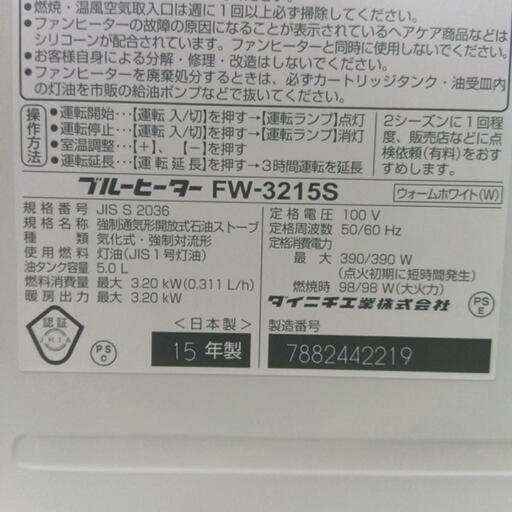 ●燃焼・温風空気取入口は週に1回以上必ず掃除してください。
●ファンヒーターの故障の原因になることが表示されているヘアケア商品などは
シリコーンが配合されています。ファンヒーターと同時に使用しないでください。
●お客様自身による分解・修理・改造はしないでください。
●ファンヒーターを廃棄処分するときは、必ずカートリッジタンク・油受皿内
の灯油を市販の給油ポンプなどで抜いてください。
操作方法
●運転開始…【運転 入/切】を押す→【運転ランプ】点灯
●運転停止…【運転 入/切】を押す→【運転ランプ】消灯
●室温調整…【+】、【-】を押す
●運転延長…【運転延長】を押す→3時間運転を延長
2シーズンに1回程
度、販売店などに点
検依頼(有料)をおす
すめします。
ブルーヒーター FW-3215S
ウォームホワイト(W)
規格番号 JIS S 2036
規格名称 強制通気形開放式石油ストーブ
種類 気化式・強制対流形
使用燃料 灯油(JIS1号灯油)
油タンク容量 5.0 L
燃料消費量 最大 3.20 kW(0.311 L/h)
暖房出力 最大 3.20 kW
定格電圧 100 V
定格周波数 50/60 Hz
定格消費電力
最大 390/390 W
(点火初期に短時間発生)
燃焼時 98/98 W(大火力)
ダイニチ工業株式会社
PS
E
認証
JHIA
PS
C
<日本製>
15年製
製造番号
7882442219